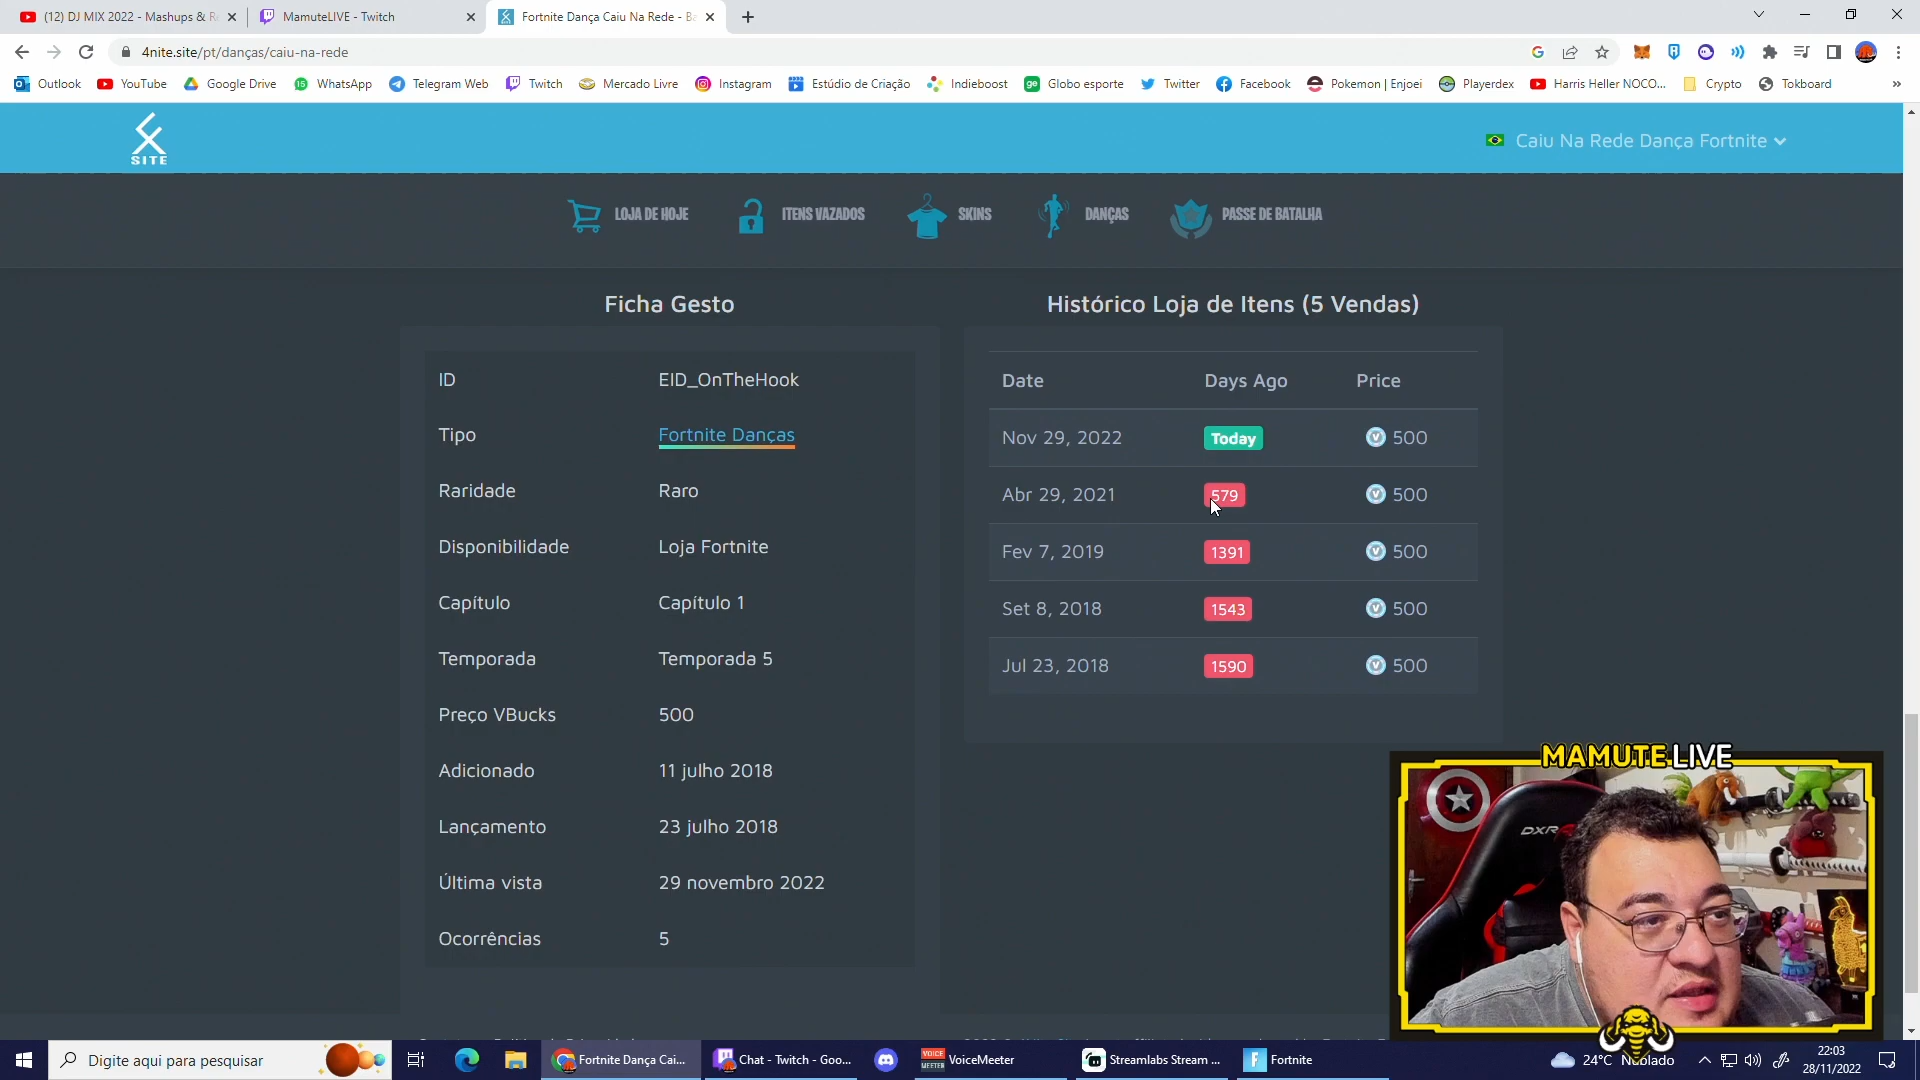 (12) DJ MIX 2022 - Mashups & R
MamuteLIVE - Twitch
Fortnite Dança Caiu Na Rede - Ba
4nite.site/pt/danças/caiu-na-rede
Outlook
YouTube
Google Drive
WhatsApp
Telegram Web
Twitch
Mercado Livre
Instagram
Estúdio de Criação
Indieboost
Globo esporte
Twitter
Facebook
Pokemon | Enjoei
Playerdex
Harris Heller NOCO...
Crypto
Tokboard
»
SITE
Caiu Na Rede Dança Fortnite
LOJA DE HOJE
ITENS VAZADOS
SKINS
DANÇAS
PASSE DE BATALHA
Ficha Gesto
ID EID_OnTheHook
Tipo Fortnite Danças
Raridade Raro
Disponibilidade Loja Fortnite
Capítulo Capítulo 1
Temporada Temporada 5
Preço VBucks 500
Adicionado 11 julho 2018
Lançamento 23 julho 2018
Última vista 29 novembro 2022
Ocorrências 5
Histórico Loja de Itens (5 Vendas)
Date Days Ago Price
Nov 29, 2022 Today 500
Abr 29, 2021 579 500
Fev 7, 2019 1391 500
Set 8, 2018 1543 500
Jul 23, 2018 1590 500
MAMUTE LIVE
Digite aqui para pesquisar
Fortnite Dança Cai...
Chat - Twitch - Goo...
VOICE
MEETER
VoiceMeeter
Streamlabs Stream ...
Fortnite
24°C
22:03
28/11/2022